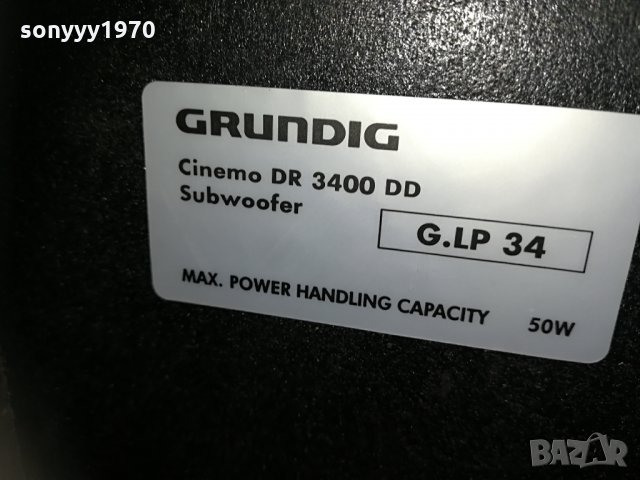 sonyyy1970
GRUNDIG
Cinemo DR 3400 DD
Subwoofer
G.LP 34
MAX. POWER HANDLING CAPACITY 50W
BAZAR